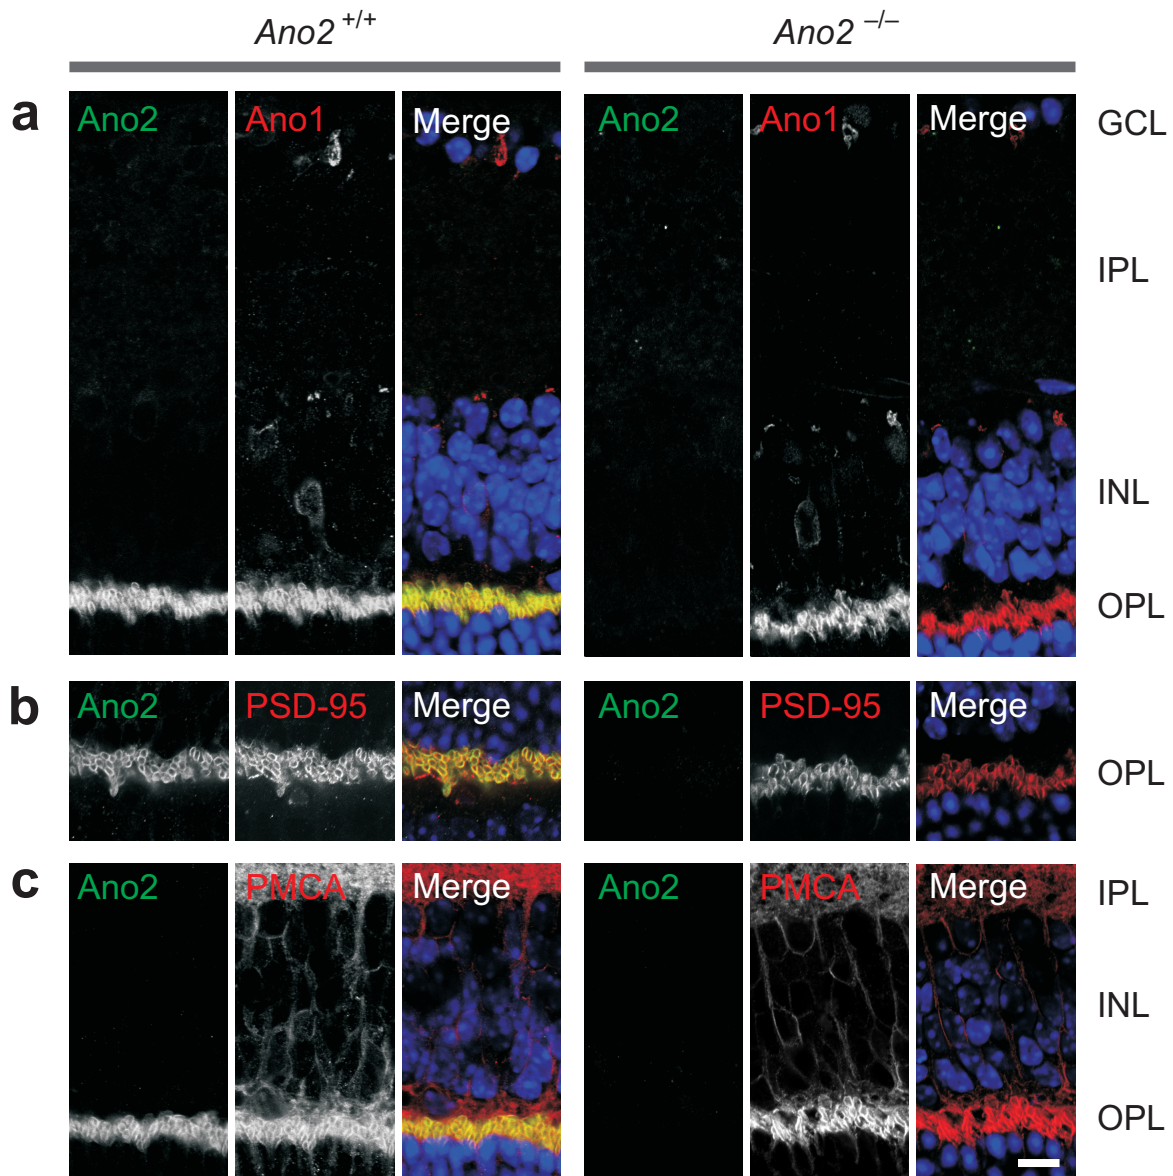 Ano2 +/+ Ano2 –/–
a Ano2 Ano1 Merge Ano2 Ano1 Merge GCL
IPL
INL
OPL
b Ano2 PSD-95 Merge Ano2 PSD-95 Merge
OPL
c Ano2 PMCA Merge Ano2 PMCA Merge IPL
INL
OPL